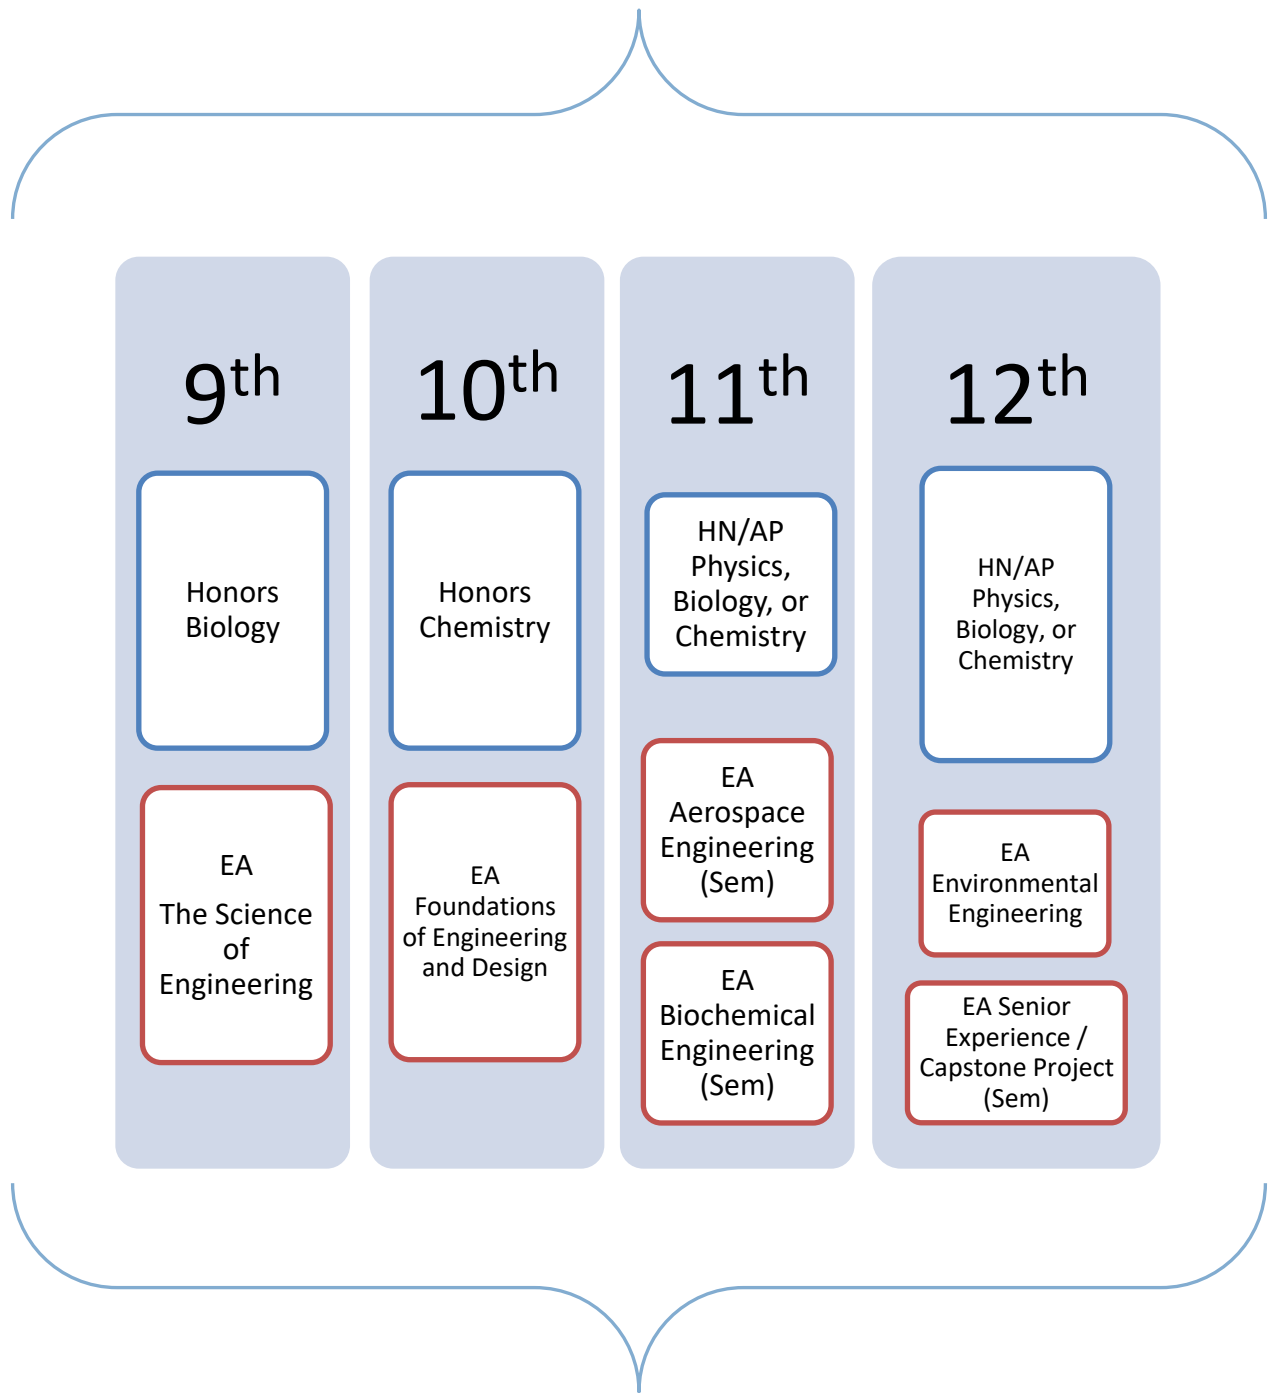 9th
Honors
Biology
EA
The Science
of
Engineering
10th
Honors
Chemistry
EA
Foundations
of Engineering
and Design
11th
HN/AP
Physics,
Biology, or
Chemistry
EA
Aerospace
Engineering
(Sem)
EA
Biochemical
Engineering
(Sem)
12th
HN/AP
Physics,
Biology, or
Chemistry
EA
Environmental
Engineering
EA Senior
Experience /
Capstone Project
(Sem)